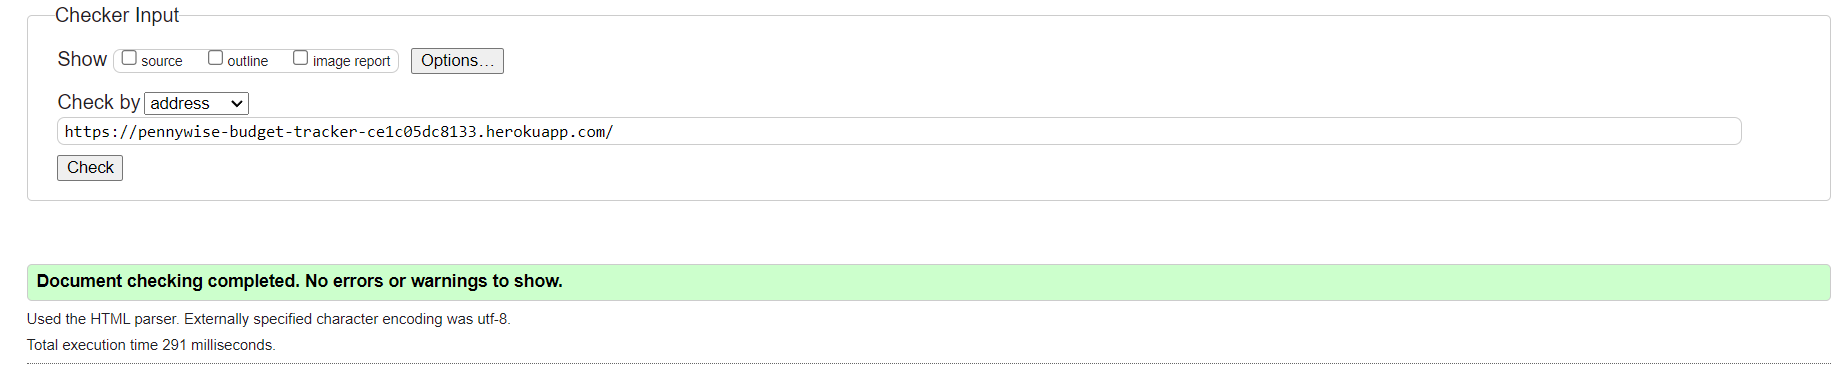 Checker Input
Show source outline image report Options...
Check by address
https://pennywise-budget-tracker-ce1c05dc8133.herokuapp.com/
Check
Document checking completed. No errors or warnings to show.
Used the HTML parser. Externally specified character encoding was utf-8.
Total execution time 291 milliseconds.